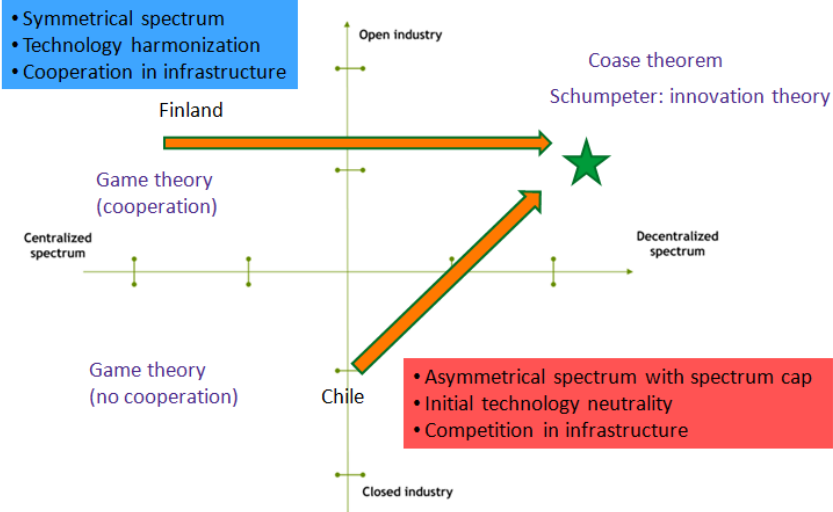 • Symmetrical spectrum
• Technology harmonization
• Cooperation in infrastructure
Open industry
Coase theorem
Schumpeter: innovation theory
Finland
Game theory
(cooperation)
Centralized
spectrum
Decentralized
spectrum
Game theory
(no cooperation)
Chile
• Asymmetrical spectrum with spectrum cap
• Initial technology neutrality
• Competition in infrastructure
Closed industry